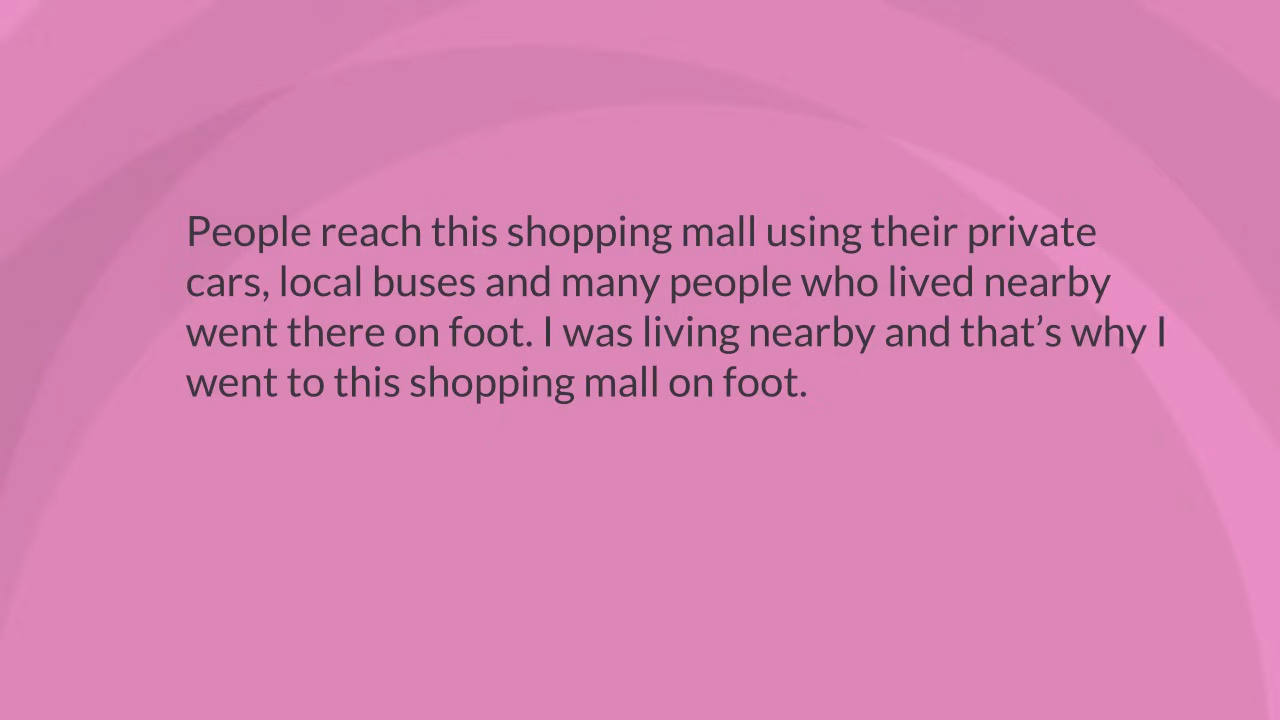 People reach this shopping mall using their private
cars, local buses and many people who lived nearby
went there on foot. I was living nearby and that’s why I
went to this shopping mall on foot.